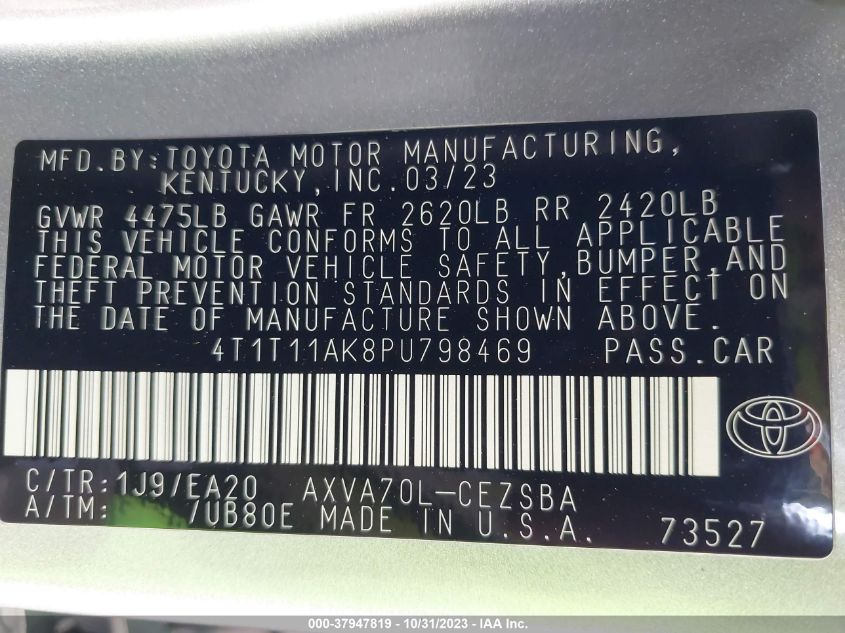 MFD.BY:TOYOTA MOTOR MANUFACTURING,
KENTUCKY,INC.03/23
GVWR 4475LB GAWR FR 2620LB RR 2420LB
THIS VEHICLE CONFORMS TO ALL APPLICABLE
FEDERAL MOTOR VEHICLE SAFETY,BUMPER,AND
THEFT PREVENTION STANDARDS IN EFFECT ON
THE DATE OF MANUFACTURE SHOWN ABOVE.
4T1T11AK8PU798469 PASS.CAR
C/TR:1J9/EA20 AXVA70L-CEZSBA
A/TM: /UB80E MADE IN U.S.A. 73527
000-37947819 - 10/31/2023 - IAA Inc.